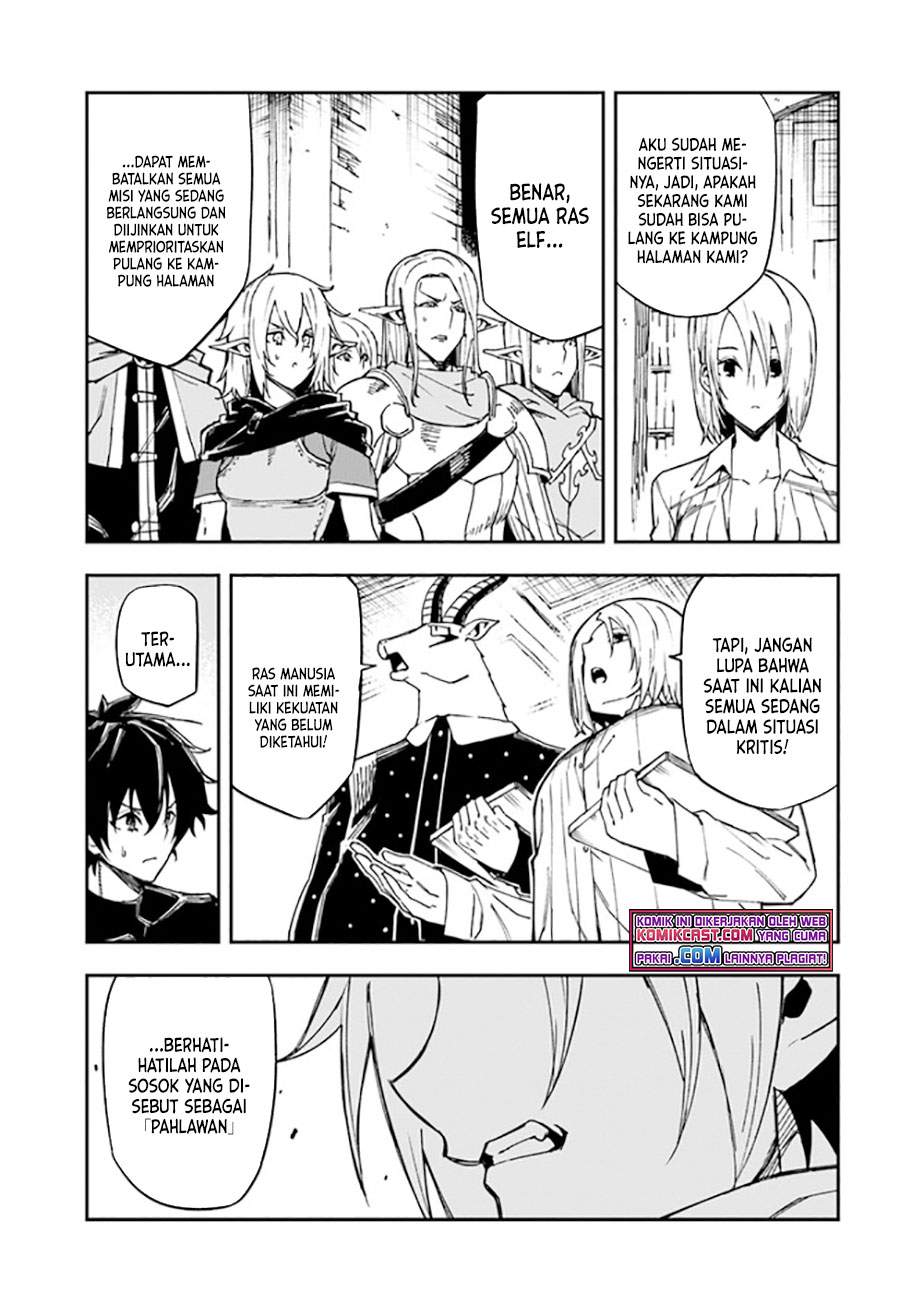 AKU SUDAH ME-
NGERTI SITUASI-
NYA, JADI, APAKAH
SEKARANG KAMI
SUDAH BISA PU-
LANG KE KAMPUNG
HALAMAN KAMI?
BENAR,
SEMUA RAS
ELF...
...DAPAT MEM-
BATALKAN SEMUA
MISI YANG SEDANG
BERLANGSUNG DAN
DIIJINKAN UNTUK
MEMPRIORITASKAN
PULANG KE KAM-
PUNG HALAMAN
TAPI, JANGAN
LUPA BAHWA
SAAT INI KALIAN
SEMUA SEDANG
DALAM SITUASI
KRITIS!
RAS MANUSIA
SAAT INI MEMI-
LIKI KEKUATAN
YANG BELUM
DIKETAHUI!
TER-
UTAMA...
KOMIK INI DIKERJAKAN OLEH WEB
KOMIKCAST.COM YANG CUMA
PAKAI .COM LAINNYA PLAGIAT!
...BERHATI-
HATILAH PADA
SOSOK YANG DI-
SEBUT SEBAGAI
「PAHLAWAN」